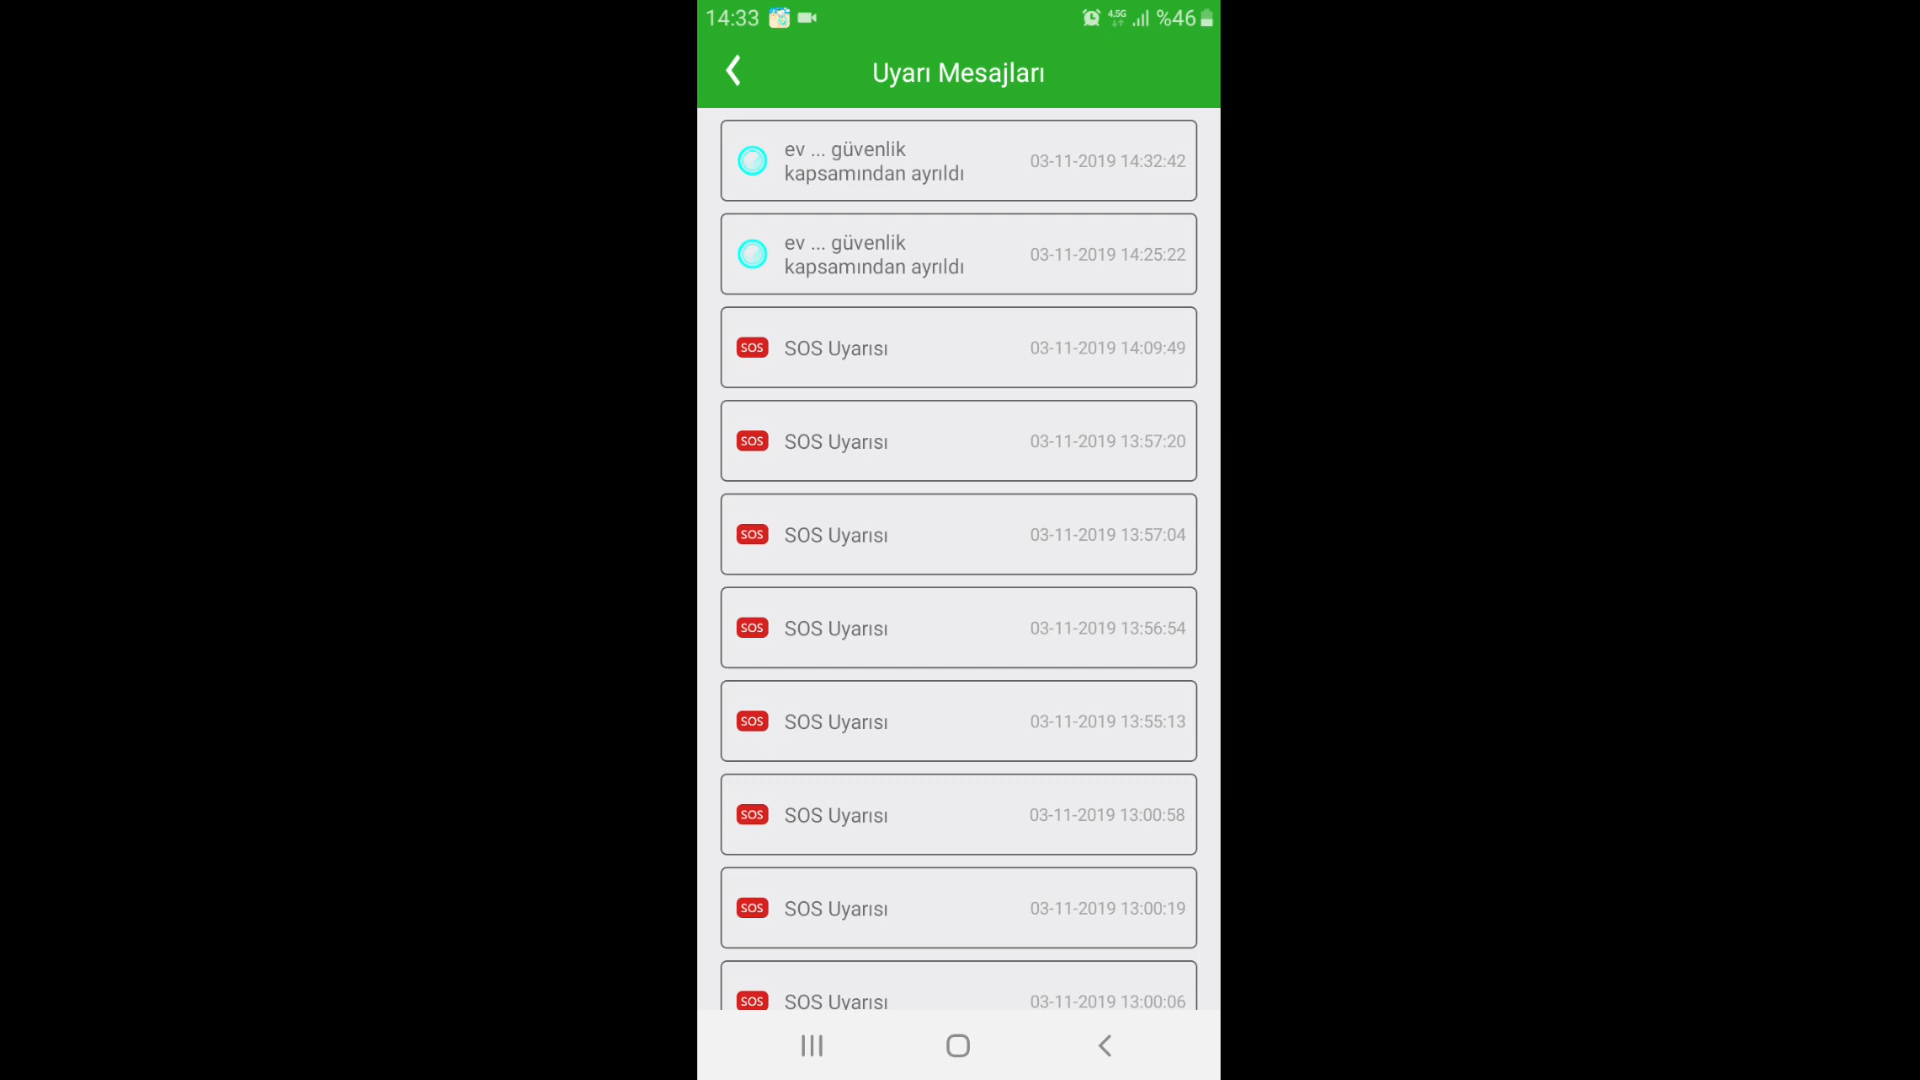 14:33 4.5G %46
Uyarı Mesajları
ev ... güvenlik
kapsamından ayrıldı
03-11-2019 14:32:42
ev ... güvenlik
kapsamından ayrıldı
03-11-2019 14:25:22
SOS SOS Uyarısı 03-11-2019 14:09:49
SOS SOS Uyarısı 03-11-2019 13:57:20
SOS SOS Uyarısı 03-11-2019 13:57:04
SOS SOS Uyarısı 03-11-2019 13:56:54
SOS SOS Uyarısı 03-11-2019 13:55:13
SOS SOS Uyarısı 03-11-2019 13:00:58
SOS SOS Uyarısı 03-11-2019 13:00:19
SOS SOS Uyarısı 03-11-2019 13:00:06